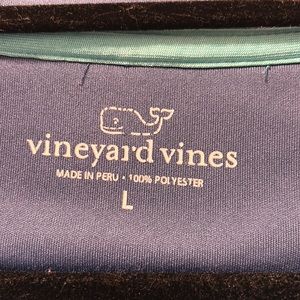 vineyard vines
MADE IN PERU • 100% POLYESTER
L